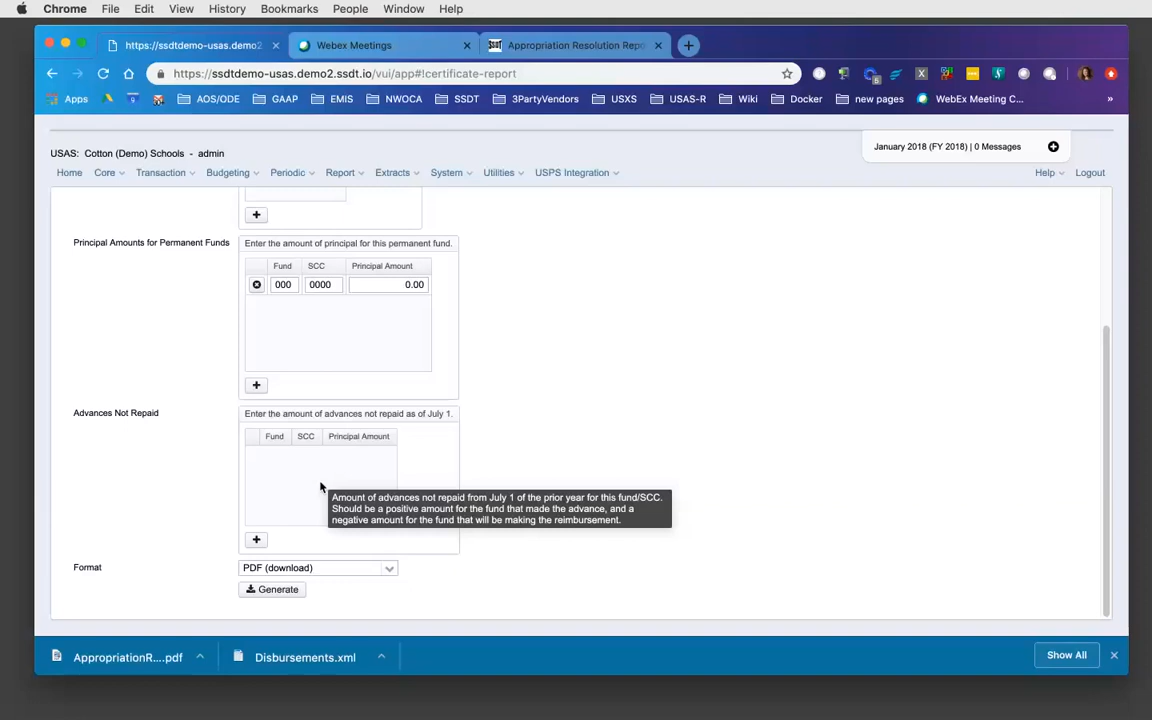 Chrome File Edit View History Bookmarks People Window Help
https://ssdtdemo-usas.demo2
Webex Meetings
SSDT
Appropriation Resolution Repo
https://ssdtdemo-usas.demo2.ssdt.io/vui/app#!certificate-report
Apps AOS/ODE GAAP EMIS NWOCA SSDT 3PartyVendors USXS USAS-R Wiki Docker new pages WebEx Meeting C... »
January 2018 (FY 2018) | 0 Messages
USAS: Cotton (Demo) Schools - admin
Home Core Transaction Budgeting Periodic Report Extracts System Utilities USPS Integration Help Logout
Principal Amounts for Permanent Funds
Enter the amount of principal for this permanent fund.
Fund SCC Principal Amount
000 0000 0.00
Advances Not Repaid
Enter the amount of advances not repaid as of July 1.
Fund SCC Principal Amount
Amount of advances not repaid from July 1 of the prior year for this fund/SCC.
Should be a positive amount for the fund that made the advance, and a
negative amount for the fund that will be making the reimbursement.
Format
PDF (download)
Generate
AppropriationR....pdf
Disbursements.xml
Show All